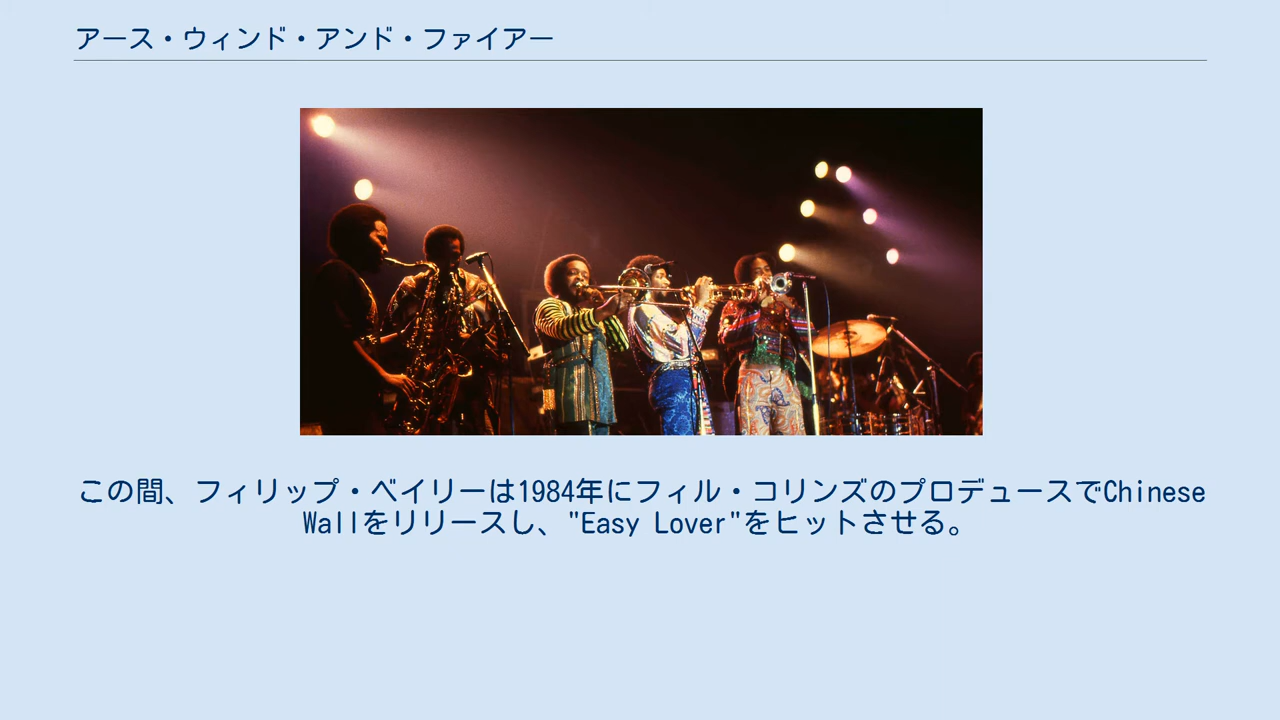 アース・ウィンド・アンド・ファイアー
この間、フィリップ・ベイリーは1984年にフィル・コリンズのプロデュースでChinese
Wallをリリースし、"Easy Lover"をヒットさせる。